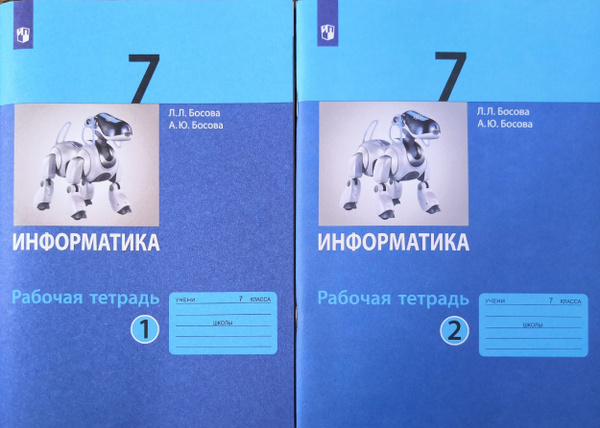 7
Л.Л. Босова
А.Ю. Босова
ИНФОРМАТИКА
Рабочая тетрадь
1
УЧЕНИ 7 КЛАССА
ШКОЛЫ
7
Л.Л. Босова
А.Ю. Босова
ИНФОРМАТИКА
Рабочая тетрадь
2
УЧЕНИ 7 КЛАССА
ШКОЛЫ